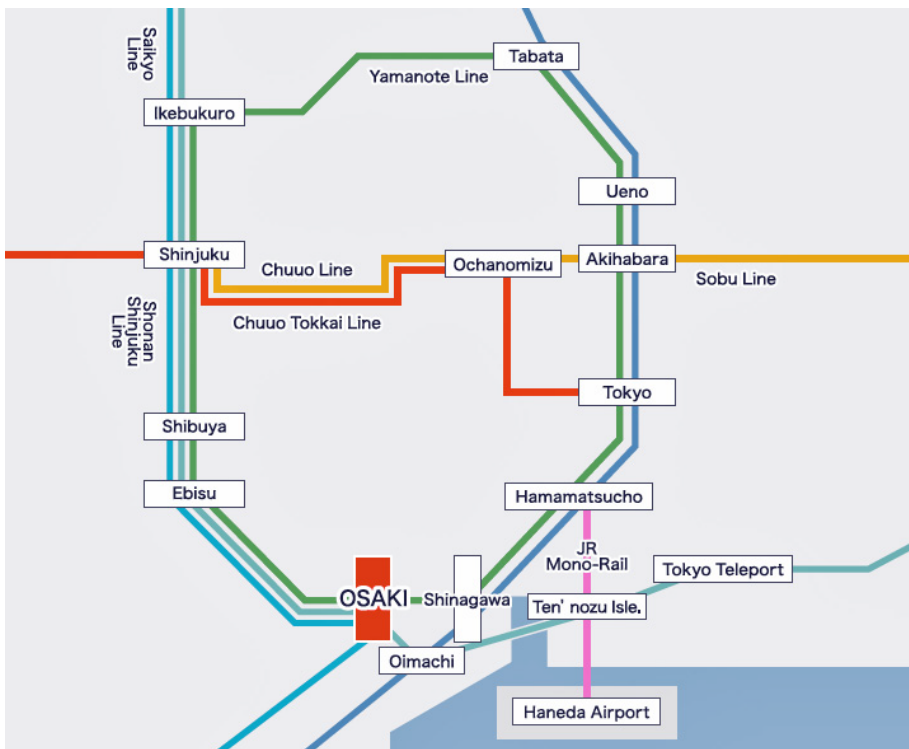 Saikyo
Line
Tabata
Yamanote Line
Ikebukuro
Ueno
Shinjuku
Chuuo Line
Ochanomizu
Akihabara
Sobu Line
Chuuo Tokkai Line
Shonan
Shinjuku
Line
Tokyo
Shibuya
Ebisu
Hamamatsucho
JR
Mono-Rail
Tokyo Teleport
OSAKI
Shinagawa
Ten' nozu Isle.
Oimachi
Haneda Airport